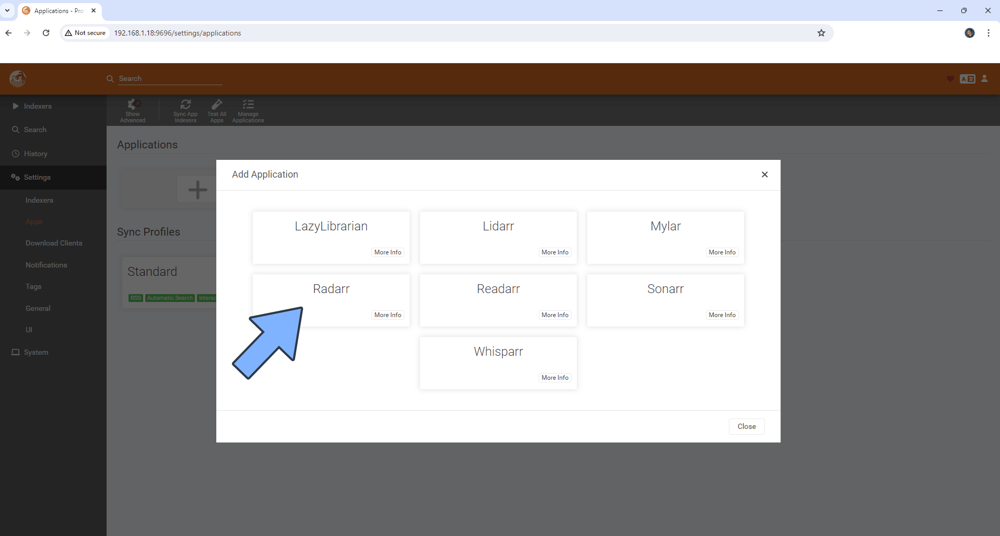 Applications - Pro
Not secure
192.168.1.18:9696/settings/applications
Search
Indexers
Search
History
Settings
Indexers
Apps
Download Clients
Notifications
Tags
General
UI
System
Show
Advanced
Sync App
Indexers
Test All
Apps
Manage
Applications
Applications
Sync Profiles
Standard
RSS Automatic Search Interac
Add Application
LazyLibrarian
More Info
Lidarr
More Info
Mylar
More Info
Radarr
More Info
Readarr
More Info
Sonarr
More Info
Whisparr
More Info
Close